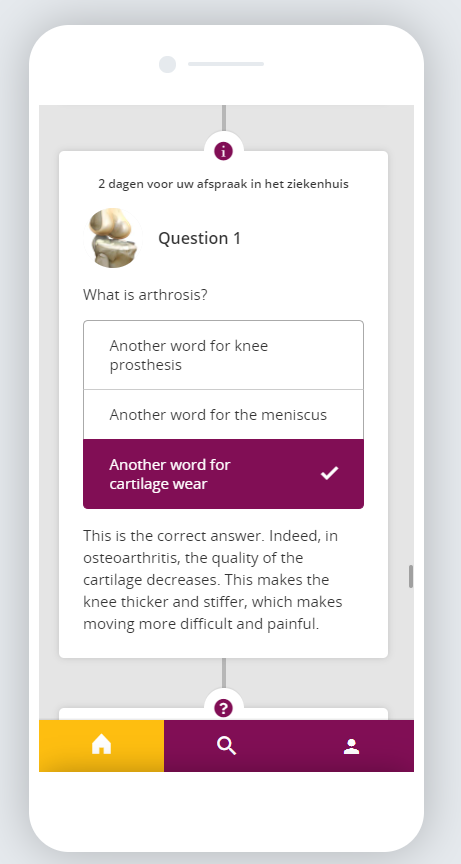 2 dagen voor uw afspraak in het ziekenhuis
Question 1
What is arthrosis?
Another word for knee
prosthesis
Another word for the meniscus
Another word for
cartilage wear
This is the correct answer. Indeed, in
osteoarthritis, the quality of the
cartilage decreases. This makes the
knee thicker and stiffer, which makes
moving more difficult and painful.